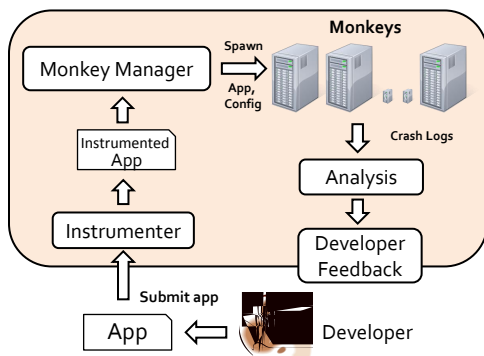 Monkeys
Spawn
Monkey Manager
App,
Config
Instrumented
App
Crash Logs
Analysis
Instrumenter
Developer
Feedback
Submit app
App
Developer